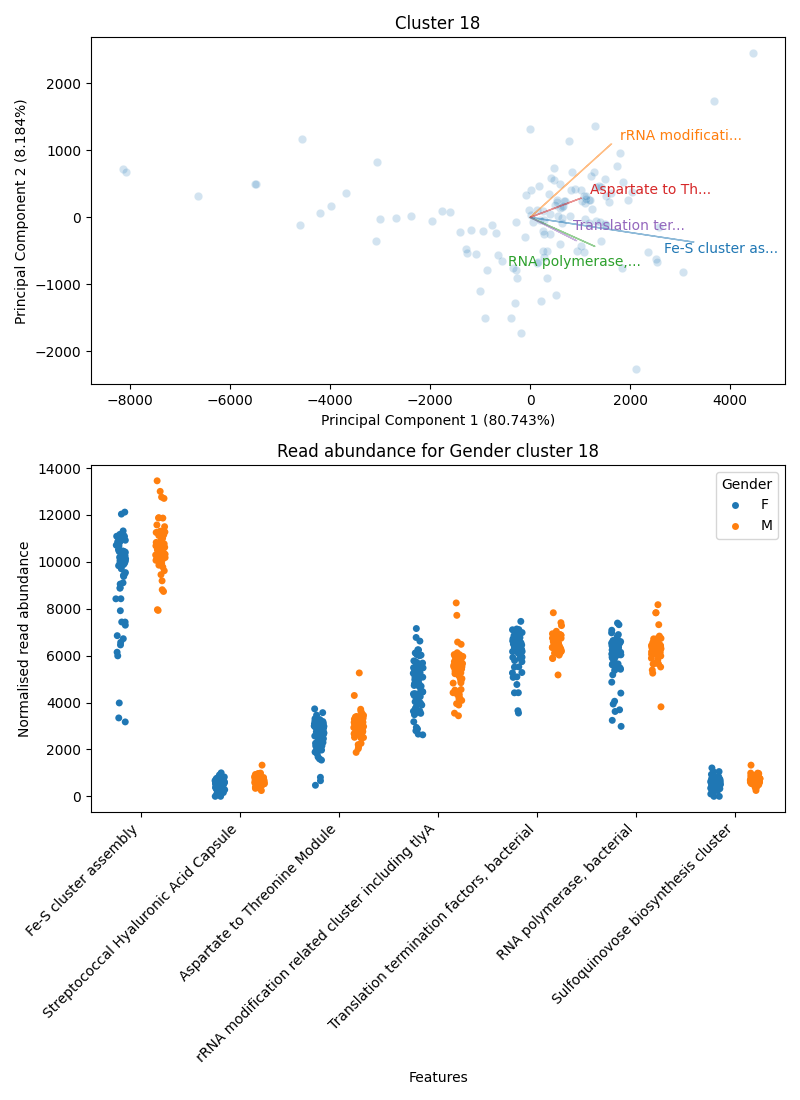 Cluster 18
Principal Component 2 (8.184%)
2000
1000
0
−1000
−2000
rRNA modificati...
Aspartate to Th...
Translation ter...
Fe-S cluster as...
RNA polymerase,...
−8000 −6000 −4000 −2000 0 2000 4000
Principal Component 1 (80.743%)
Read abundance for Gender cluster 18
Normalised read abundance
14000
12000
10000
8000
6000
4000
2000
0
Gender
F
M
Fe-S cluster assembly
Streptococcal Hyaluronic Acid Capsule
Aspartate to Threonine Module
rRNA modification related cluster including tlyA
Translation termination factors, bacterial
RNA polymerase, bacterial
Sulfoquinovose biosynthesis cluster
Features